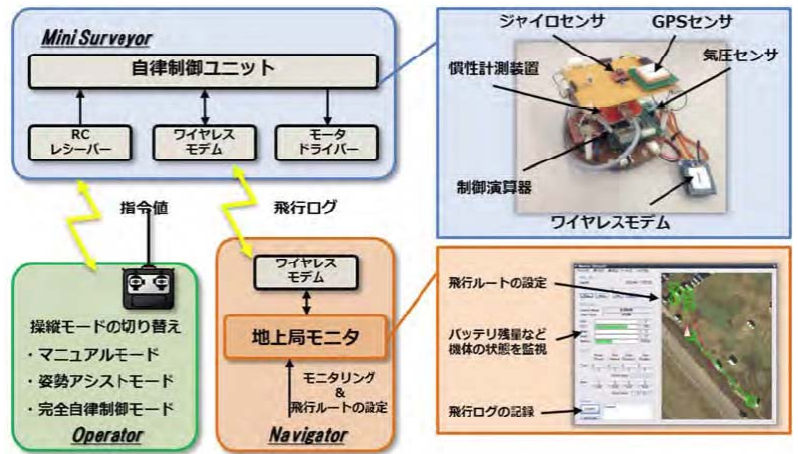 Mini Surveyor
自律制御ユニット
RC
レシーバー
ワイヤレス
モデム
モータ
ドライバー
指令値
飛行ログ
操縦モードの切り替え
・マニュアルモード
・姿勢アシストモード
・完全自律制御モード
Operator
ワイヤレス
モデム
地上局モニタ
モニタリング
&
飛行ルートの設定
Navigator
ジャイロセンサ
GPSセンサ
慣性計測装置
気圧センサ
制御演算器
ワイヤレスモデム
飛行ルートの設定
バッテリ残量など
機体の状態を監視
飛行ログの記録